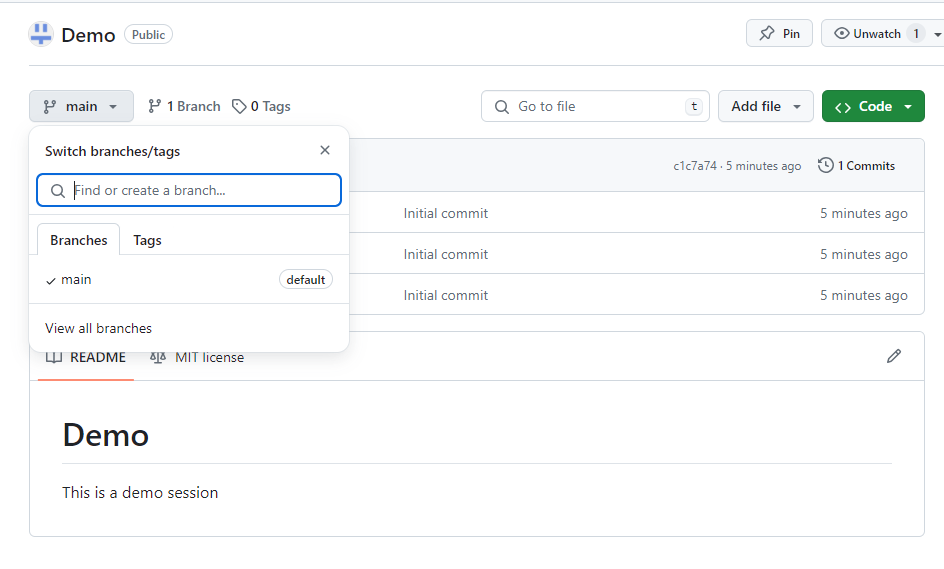 Demo Public Pin Unwatch 1
main 1 Branch 0 Tags Go to file t Add file Code
Switch branches/tags
c1c7a74 · 5 minutes ago 1 Commits
Find or create a branch...
Initial commit 5 minutes ago
Branches Tags
Initial commit 5 minutes ago
main default
Initial commit 5 minutes ago
View all branches
README MIT license
Demo
This is a demo session